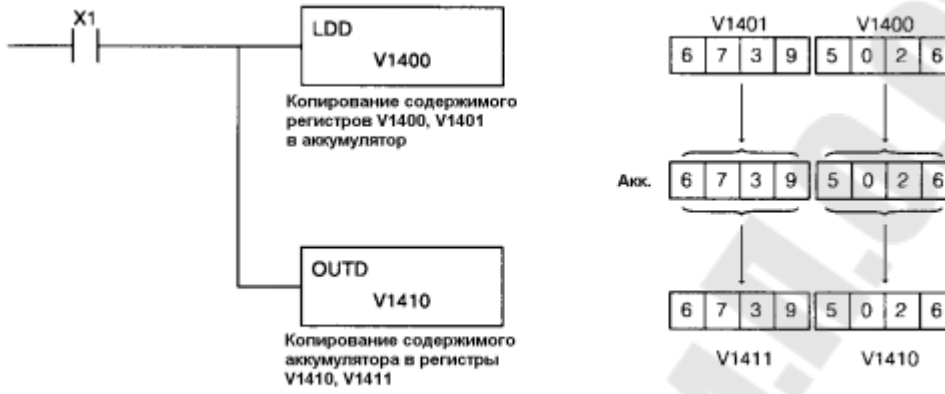 X1
LDD
V1400
Копирование содержимого
регистров V1400, V1401
в аккумулятор
OUTD
V1410
Копирование содержимого
аккумулятора в регистры
V1410, V1411
V1401 V1400
6 7 3 9 5 0 2 6
Акк. 6 7 3 9 5 0 2 6
6 7 3 9 5 0 2 6
V1411 V1410